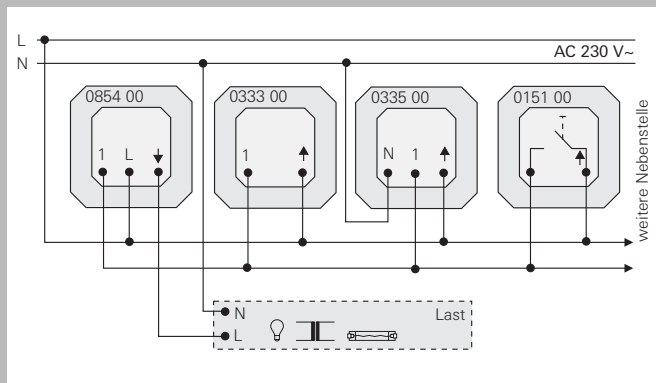 L
N
AC 230 V~
0854 00
0333 00
0335 00
0151 00
1 L
1
N 1
weitere Nebenstelle
N
L
Last